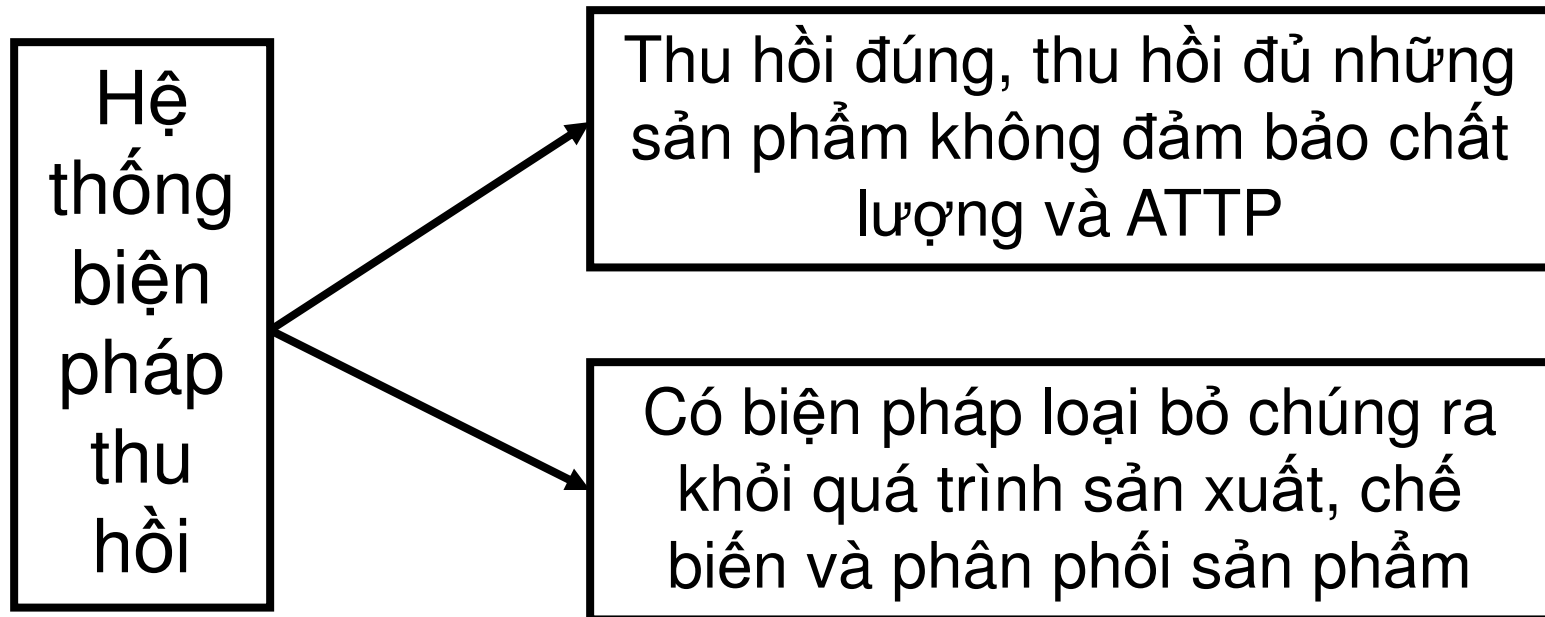 Hệ
thống
biện
pháp
thu
hồi
Thu hồi đúng, thu hồi đủ những
sản phẩm không đảm bảo chất
lượng và ATTP
Có biện pháp loại bỏ chúng ra
khỏi quá trình sản xuất, chế
biến và phân phối sản phẩm